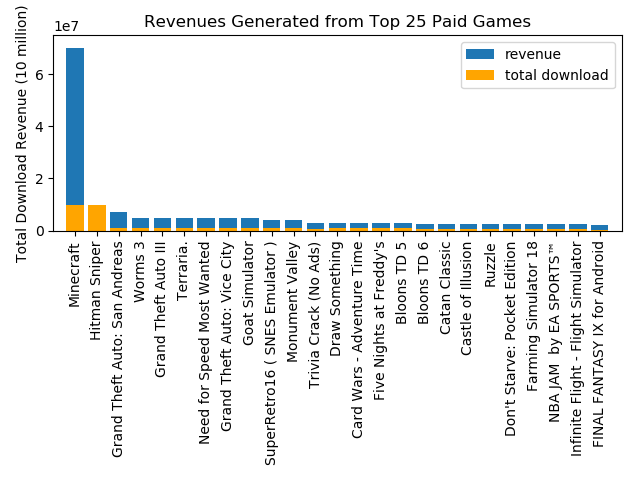 Revenues Generated from Top 25 Paid Games
1e7
Total Download Revenue (10 million)
6
4
2
0
revenue
total download
Minecraft
Hitman Sniper
Grand Theft Auto: San Andreas
Worms 3
Grand Theft Auto III
Terraria.
Need for Speed Most Wanted
Grand Theft Auto: Vice City
Goat Simulator
SuperRetro16 ( SNES Emulator )
Monument Valley
Trivia Crack (No Ads)
Draw Something
Card Wars - Adventure Time
Five Nights at Freddy's
Bloons TD 5
Bloons TD 6
Catan Classic
Castle of Illusion
Ruzzle
Don't Starve: Pocket Edition
Farming Simulator 18
NBA JAM  by EA SPORTS™
Infinite Flight - Flight Simulator
FINAL FANTASY IX for Android